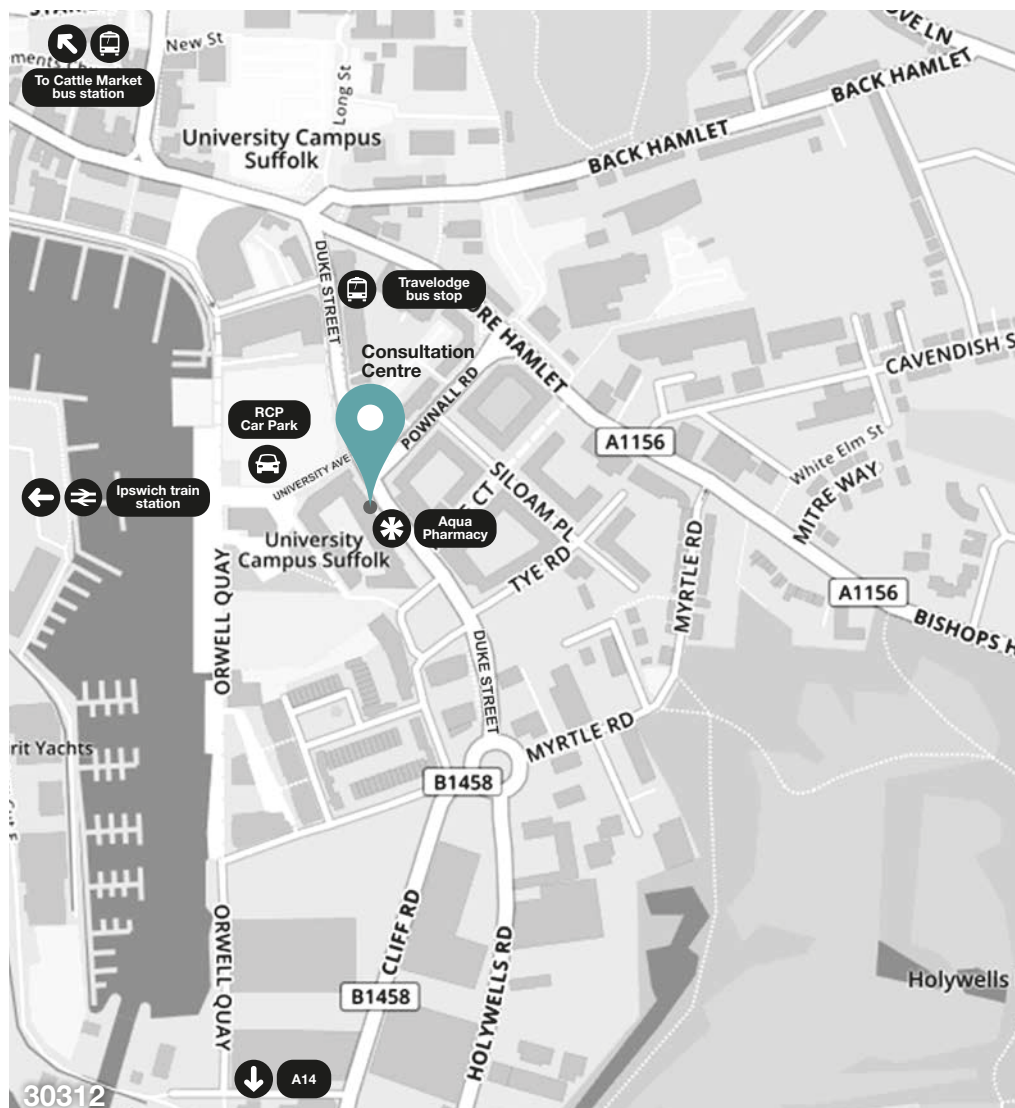 New St
To Cattle Market
bus station
Long St
University Campus
Suffolk
BACK HAMLET
BACK HAMLET
DUKE STREET
Travelodge
bus stop
Consultation
Centre
HAMLET
CAVENDISH S
RCP
Car Park
POWNALL RD
A1156
UNIVERSITY AVE
White Elm St
MITRE WAY
Ipswich train
station
SILOAM PL
CT
Aqua
Pharmacy
University
Campus Suffolk
TYE RD
MYRTLE RD
A1156
BISHOPS H
ORWELL QUAY
DUKE STREET
MYRTLE RD
rit Yachts
B1458
CLIFF RD
ORWELL QUAY
HOLYWELLS RD
Holywells
B1458
A14
30312